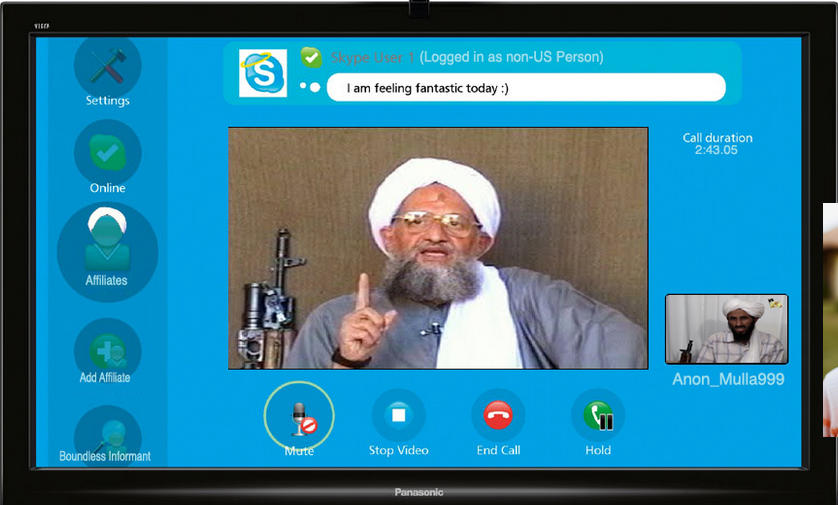 VIERA
Settings
Online
Affiliates
Add Affiliate
Boundless Informant
S
Skype User 1 (Logged in as non-US Person)
I am feeling fantastic today :)
Call duration
2:43.05
Anon_Mulla999
Mute
Stop Video
End Call
Hold
Panasonic